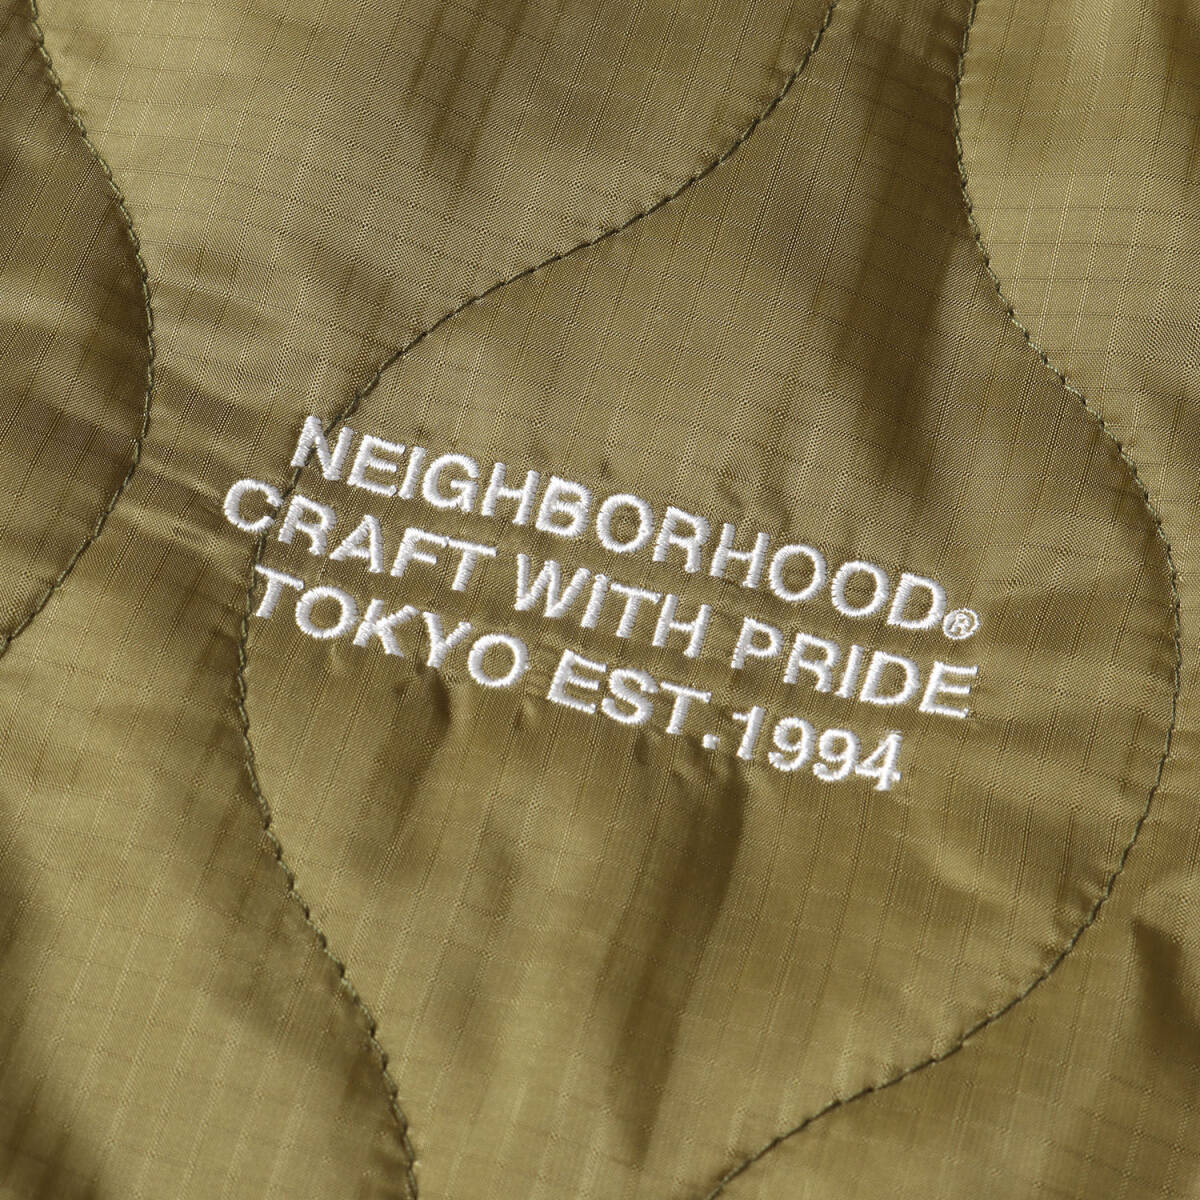 NEIGHBORHOOD®
CRAFT WITH PRIDE
TOKYO EST.1994